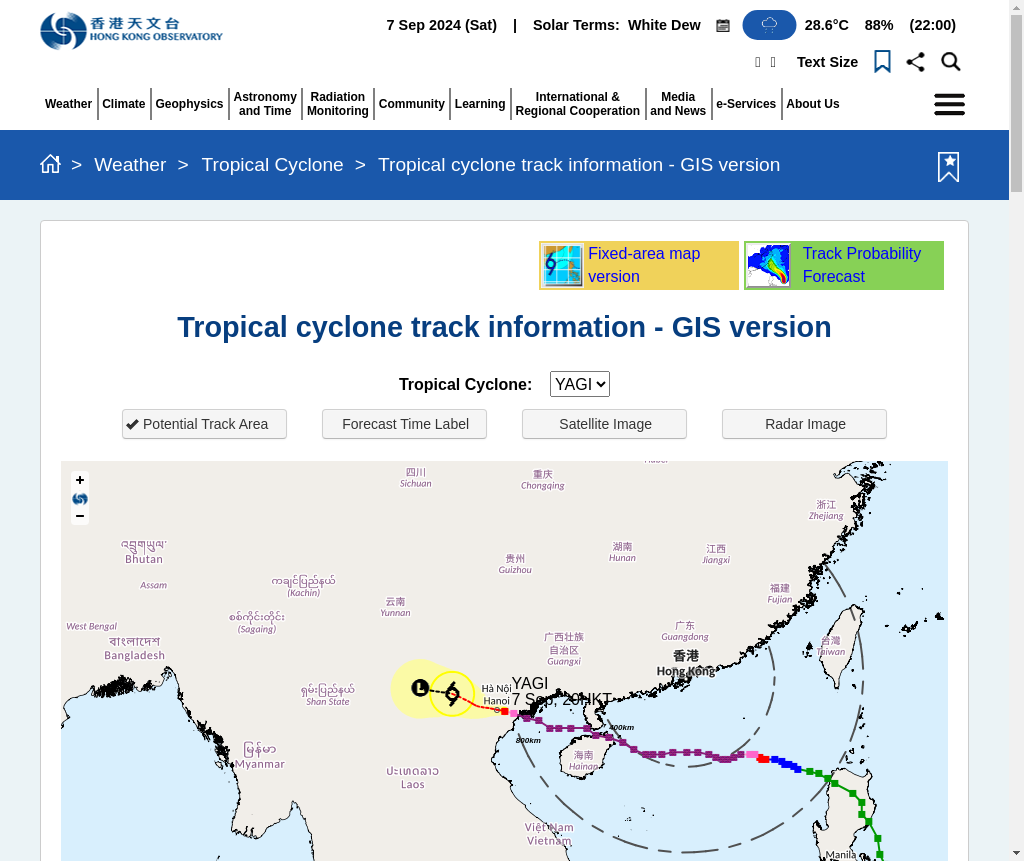 香港天文台
HONG KONG OBSERVATORY
7 Sep 2024 (Sat) | Solar Terms: White Dew 28.6°C 88% (22:00)
Text Size
Weather
Climate
Geophysics
Astronomy
and Time
Radiation
Monitoring
Community
Learning
International &
Regional Cooperation
Media
and News
e-Services
About Us
> Weather > Tropical Cyclone > Tropical cyclone track information - GIS version
Fixed-area map
version
Track Probability
Forecast
Tropical cyclone track information - GIS version
Tropical Cyclone: YAGI
Potential Track Area
Forecast Time Label
Satellite Image
Radar Image
+
−
四川
Sichuan
重庆
Chongqing
浙江
Zhejiang
Bhutan
Assam
贵州
Guizhou
湖南
Hunan
江西
Jiangxi
(Kachin)
云南
Yunnan
福建
Fujian
West Bengal
বাংলাদেশ
Bangladesh
(Sagaing)
广西壮族
自治区
Guangxi
广东
Guangdong
香港
Hong Kong
台灣
Taiwan
Shan State
L
Hà Nội
Hanoi
YAGI
7 Sep, 20HKT
400km
800km
海南
Hainan
မြန်မာ
Myanmar
ປະເທດລາວ
Laos
Việt Nam
Vietnam
Manila